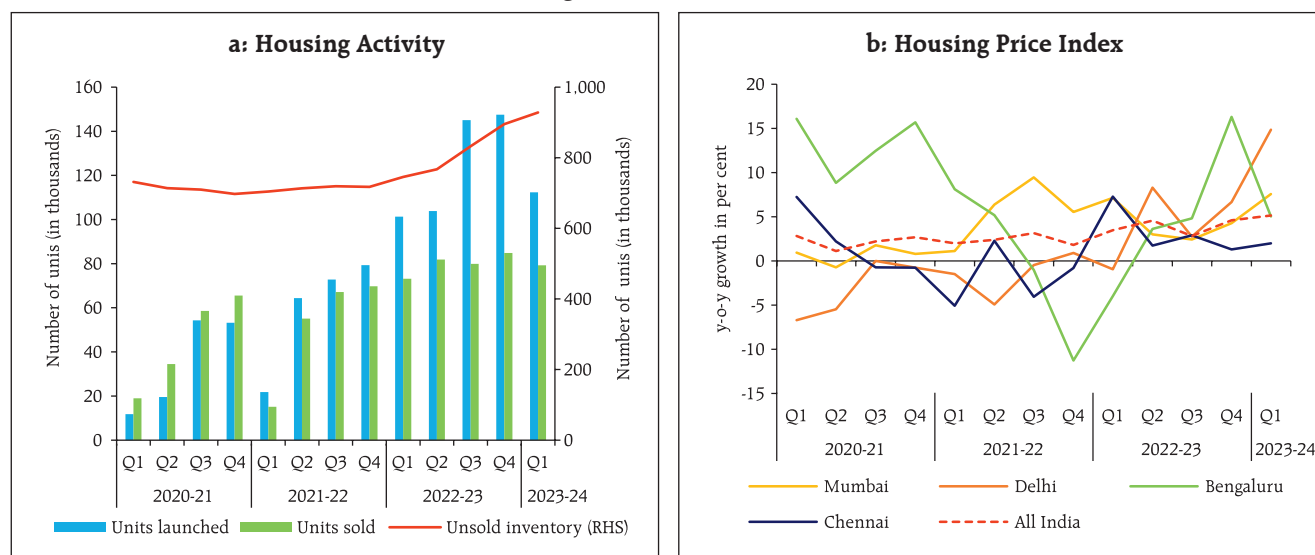 a: Housing Activity
Number of unis (in thousands)
160
140
120
100
80
60
40
20
0
1,000
800
600
400
200
0
Number of unis (in thousands)
Q1 Q2 Q3 Q4 Q1 Q2 Q3 Q4 Q1 Q2 Q3 Q4 Q1
2020-21 2021-22 2022-23 2023-24
Units launched Units sold Unsold inventory (RHS)
b: Housing Price Index
y-o-y growth in per cent
20
15
10
5
0
-5
-10
-15
Q1 Q2 Q3 Q4 Q1 Q2 Q3 Q4 Q1 Q2 Q3 Q4 Q1
2020-21 2021-22 2022-23 2023-24
Mumbai Delhi Bengaluru
Chennai All India